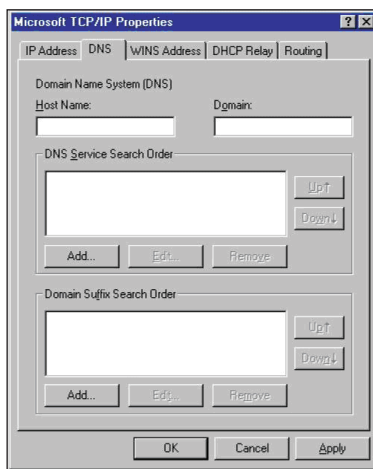 Microsoft TCP/IP Properties
? x
IP Address DNS WINS Address DHCP Relay Routing
Domain Name System (DNS)
Host Name: Domain:
DNS Service Search Order
Up↑
Down↓
Add... Edit... Remove
Domain Suffix Search Order
Up↑
Down↓
Add... Edit... Remove
OK Cancel Apply